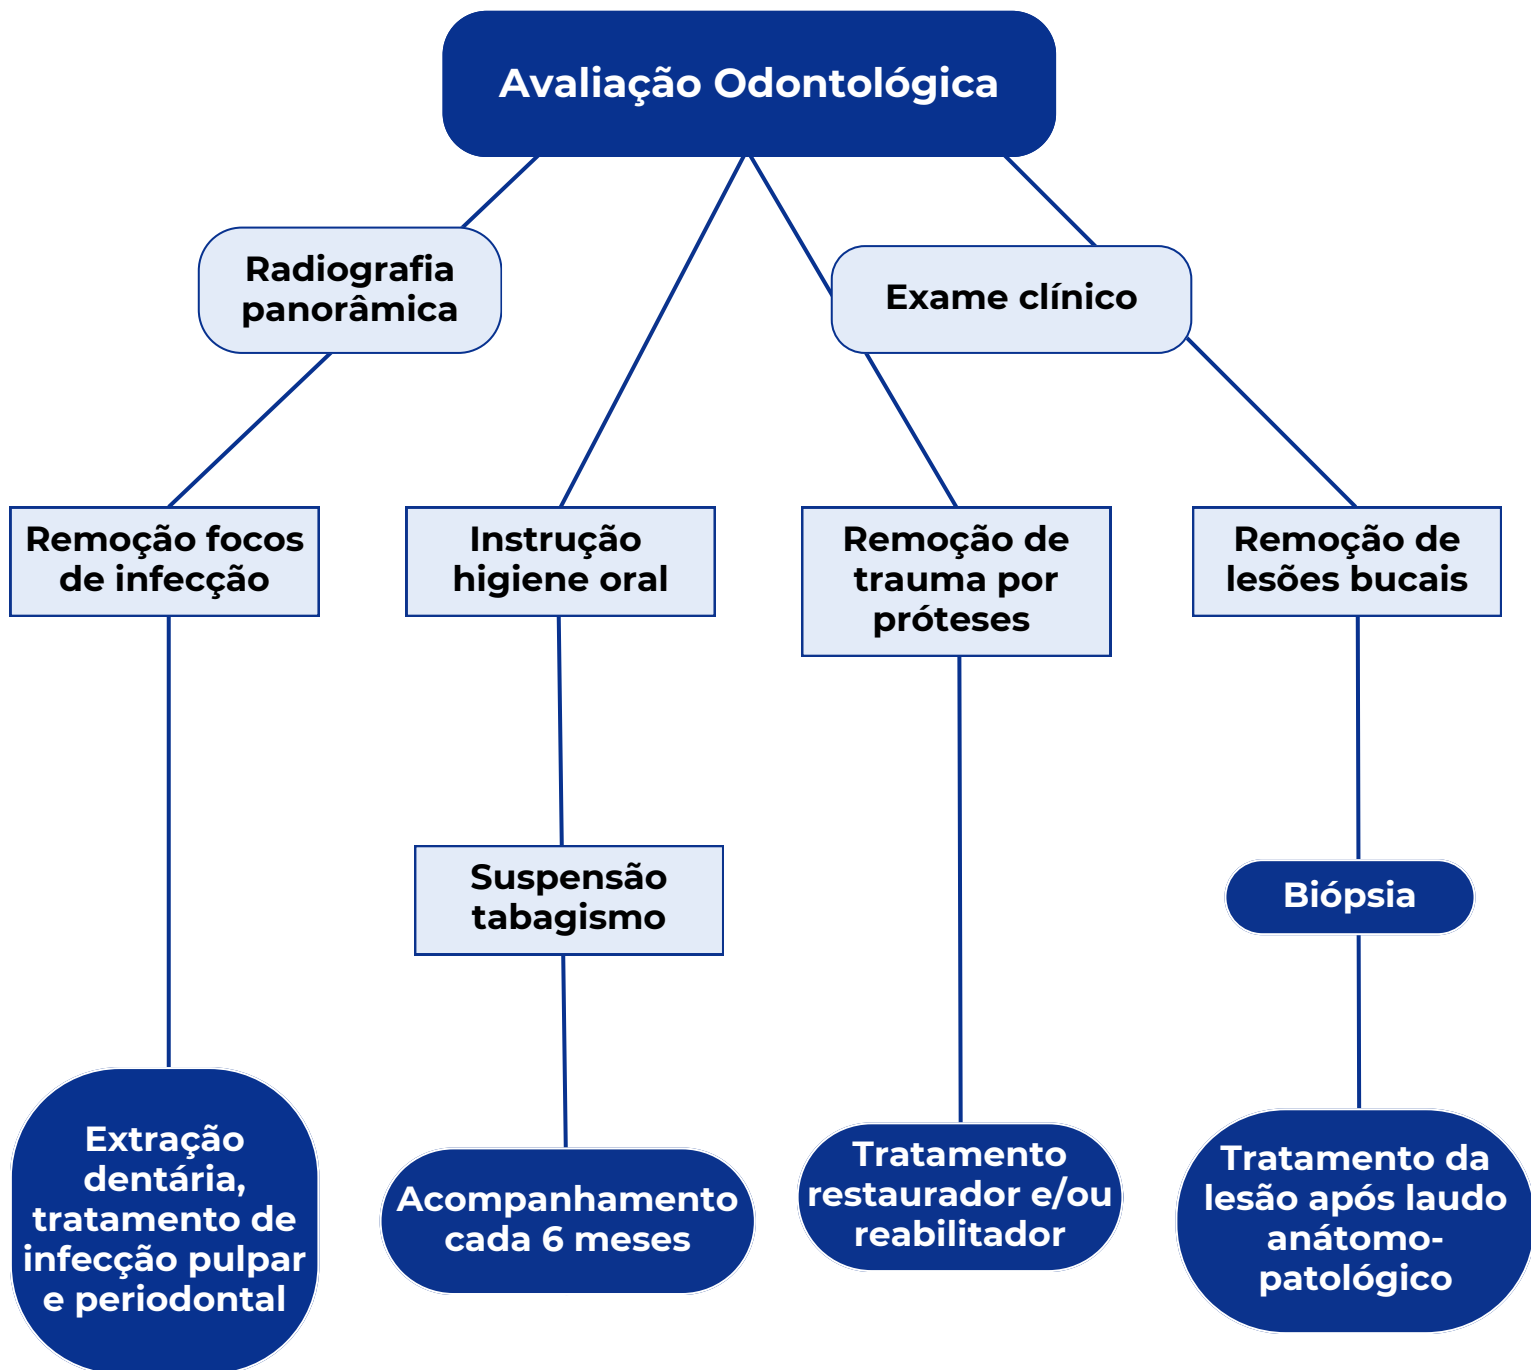 Avaliação Odontológica
Radiografia
panorâmica
Exame clínico
Remoção focos
de infecção
Instrução
higiene oral
Remoção de
trauma por
próteses
Remoção de
lesões bucais
Suspensão
tabagismo
Biópsia
Extração
dentária,
tratamento de
infecção pulpar
e periodontal
Acompanhamento
cada 6 meses
Tratamento
restaurador e/ou
reabilitador
Tratamento da
lesão após laudo
anátomo-
patológico